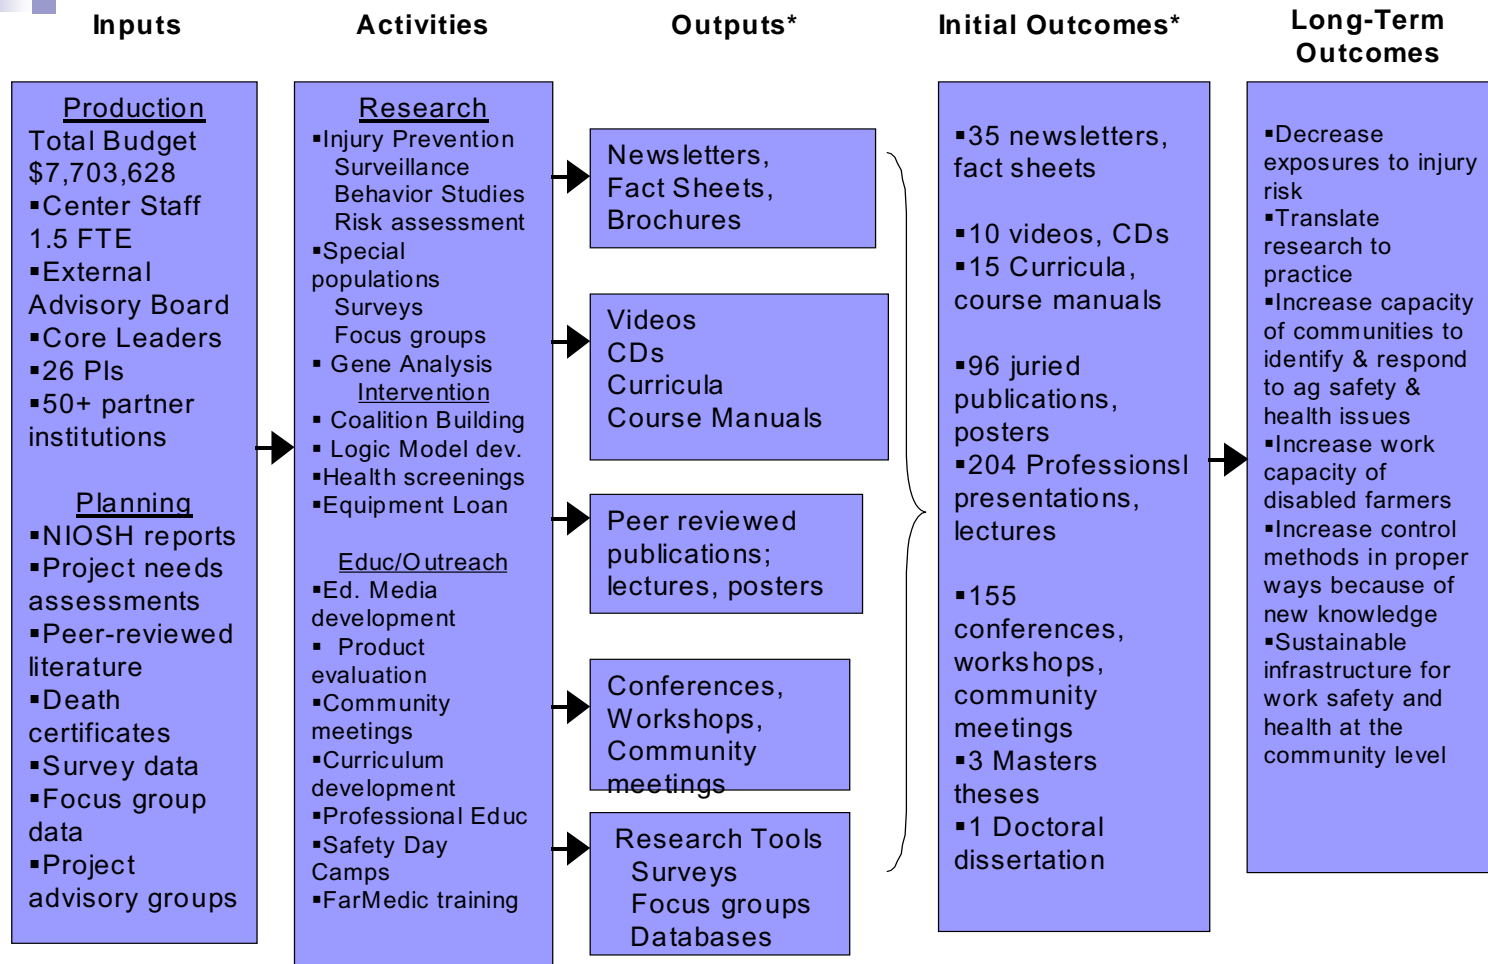 Inputs
Activities
Outputs*
Initial Outcomes*
Long-Term
Outcomes
Production
Total Budget
$7,703,628
▪Center Staff
1.5 FTE
▪External
Advisory Board
▪Core Leaders
▪26 PIs
▪50+ partner
institutions
Planning
▪NIOSH reports
▪Project needs
assessments
▪Peer-reviewed
literature
▪Death
certificates
▪Survey data
▪Focus group
data
▪Project
advisory groups
Research
▪Injury Prevention
Surveillance
Behavior Studies
Risk assessment
▪Special
populations
Surveys
Focus groups
▪ Gene Analysis
Intervention
▪ Coalition Building
▪ Logic Model dev.
▪Health screenings
▪Equipment Loan
Educ/Outreach
▪Ed. Media
development
▪ Product
evaluation
▪Community
meetings
▪Curriculum
development
▪Professional Educ
▪Safety Day
Camps
▪FarMedic training
Newsletters,
Fact Sheets,
Brochures
Videos
CDs
Curricula
Course Manuals
Peer reviewed
publications;
lectures, posters
Conferences,
Workshops,
Community
meetings
Research Tools
Surveys
Focus groups
Databases
▪35 newsletters,
fact sheets
▪10 videos, CDs
▪15 Curricula,
course manuals
▪96 juried
publications,
posters
▪204 Professionsl
presentations,
lectures
▪155
conferences,
workshops,
community
meetings
▪3 Masters
theses
▪1 Doctoral
dissertation
▪Decrease
exposures to injury
risk
▪Translate
research to
practice
▪Increase capacity
of communities to
identify & respond
to ag safety &
health issues
▪Increase work
capacity of
disabled farmers
▪Increase control
methods in proper
ways because of
new knowledge
▪Sustainable
infrastructure for
work safety and
health at the
community level